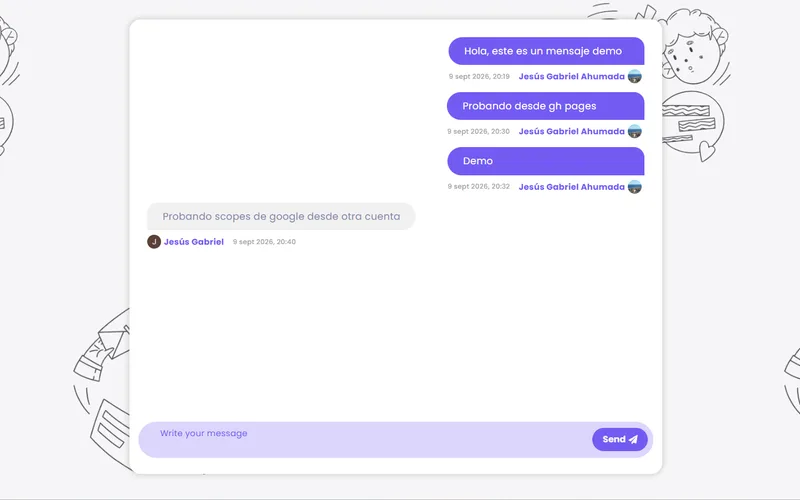 Hola, este es un mensaje demo
9 sept 2026, 20:19 Jesús Gabriel Ahumada
Probando desde gh pages
9 sept 2026, 20:30 Jesús Gabriel Ahumada
Demo
9 sept 2026, 20:32 Jesús Gabriel Ahumada
Probando scopes de google desde otra cuenta
J Jesús Gabriel 9 sept 2026, 20:40
Write your message
Send